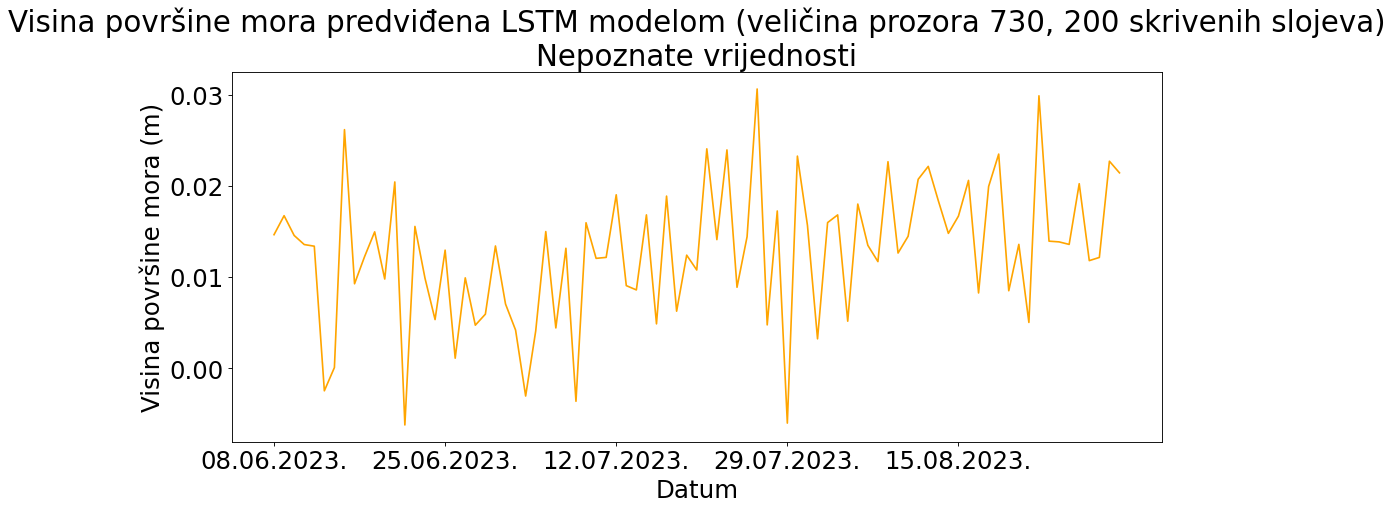 Visina površine mora predviđena LSTM modelom (veličina prozora 730, 200 skrivenih slojeva)
Nepoznate vrijednosti
Visina površine mora (m)
0.03
0.02
0.01
0.00
08.06.2023. 25.06.2023. 12.07.2023. 29.07.2023. 15.08.2023.
Datum